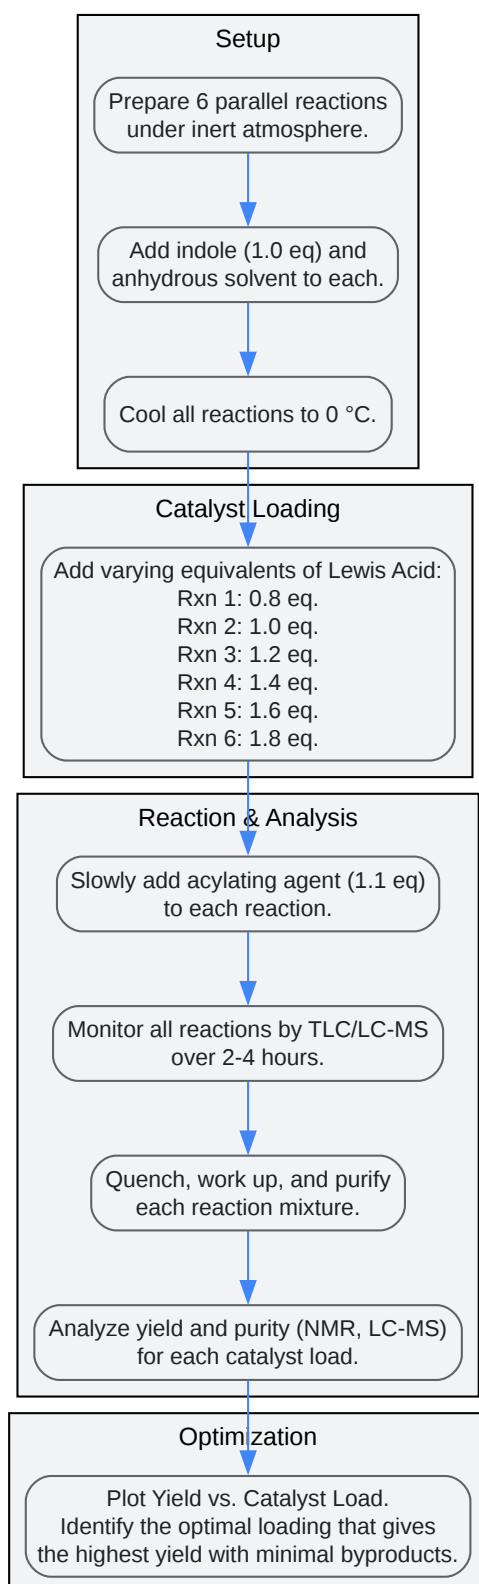 Setup
Prepare 6 parallel reactions
under inert atmosphere.
Add indole (1.0 eq) and
anhydrous solvent to each.
Cool all reactions to 0 °C.
Catalyst Loading
Add varying equivalents of Lewis Acid:
Rxn 1: 0.8 eq.
Rxn 2: 1.0 eq.
Rxn 3: 1.2 eq.
Rxn 4: 1.4 eq.
Rxn 5: 1.6 eq.
Rxn 6: 1.8 eq.
Reaction & Analysis
Slowly add acylating agent (1.1 eq)
to each reaction.
Monitor all reactions by TLC/LC-MS
over 2-4 hours.
Quench, work up, and purify
each reaction mixture.
Analyze yield and purity (NMR, LC-MS)
for each catalyst load.
Optimization
Plot Yield vs. Catalyst Load.
Identify the optimal loading that gives
the highest yield with minimal byproducts.